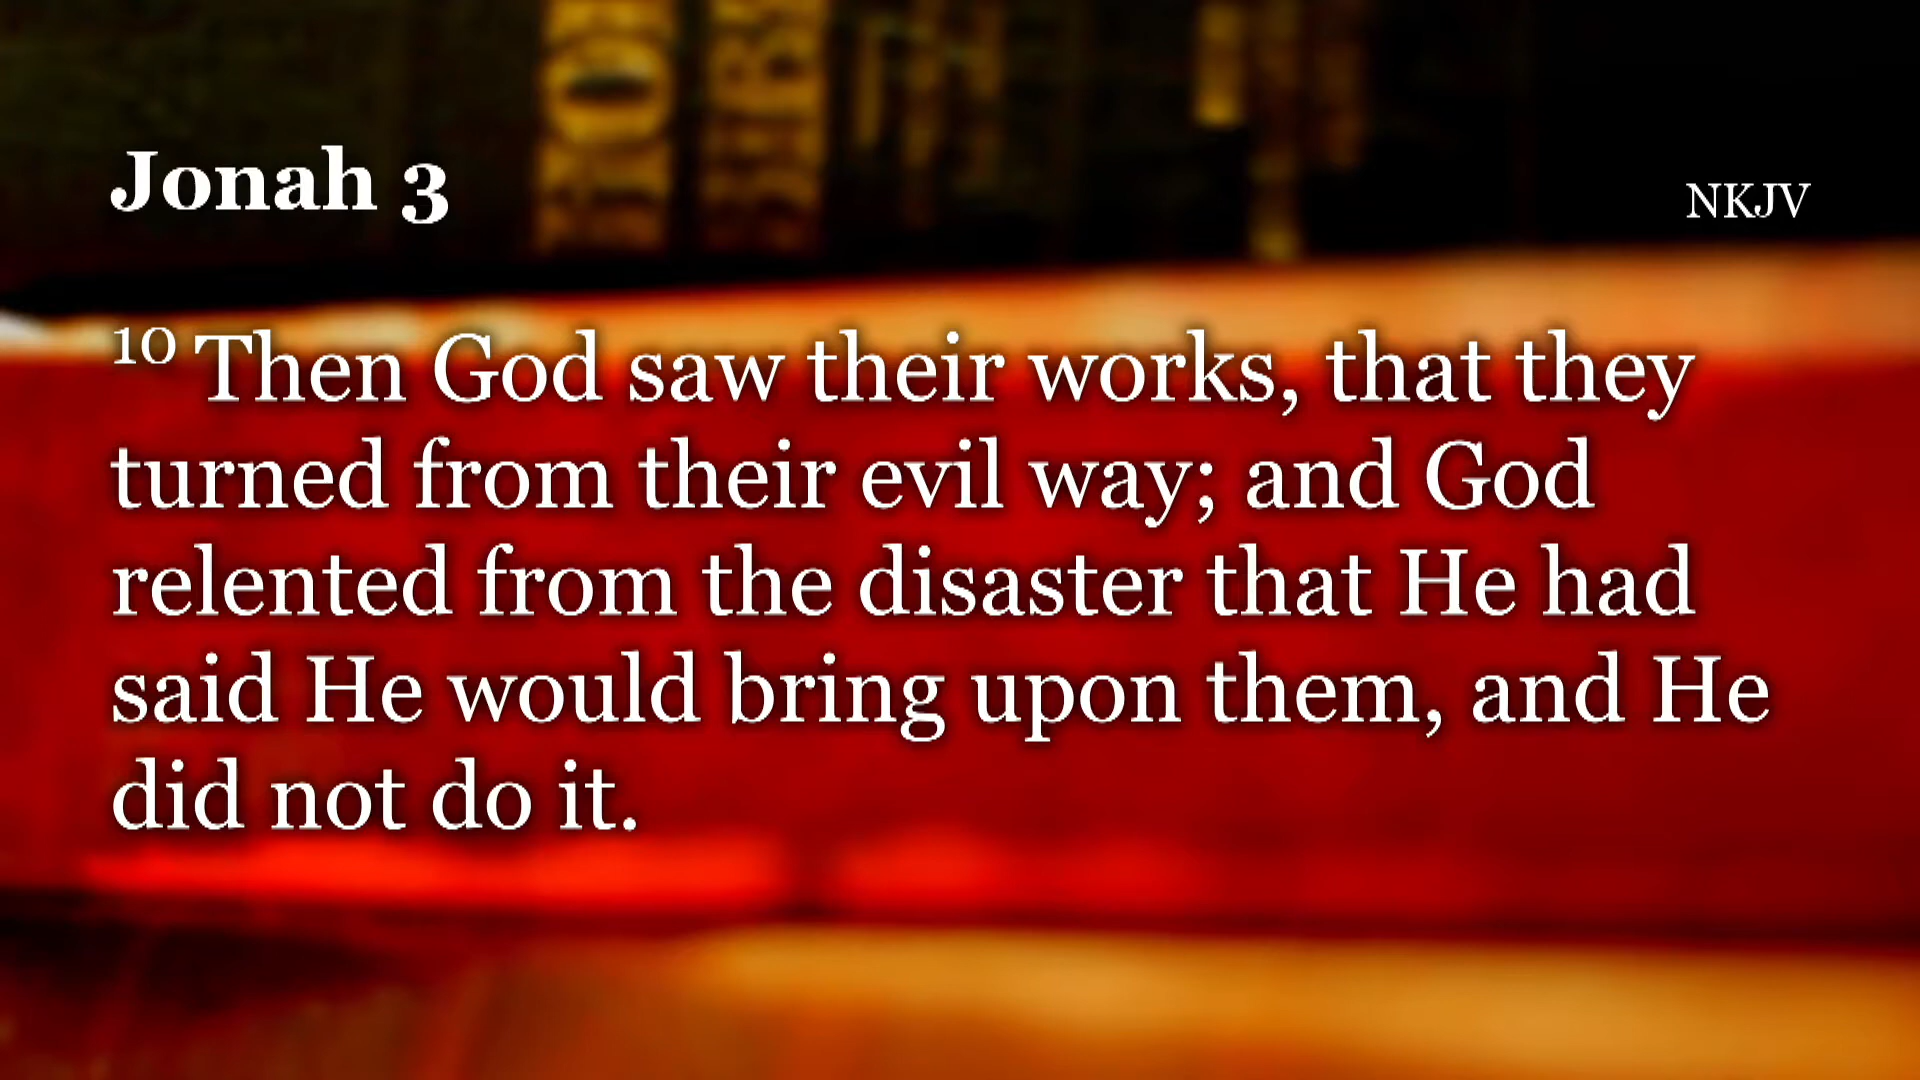 Jonah 3
NKJV
10 Then God saw their works, that they
turned from their evil way; and God
relented from the disaster that He had
said He would bring upon them, and He
did not do it.